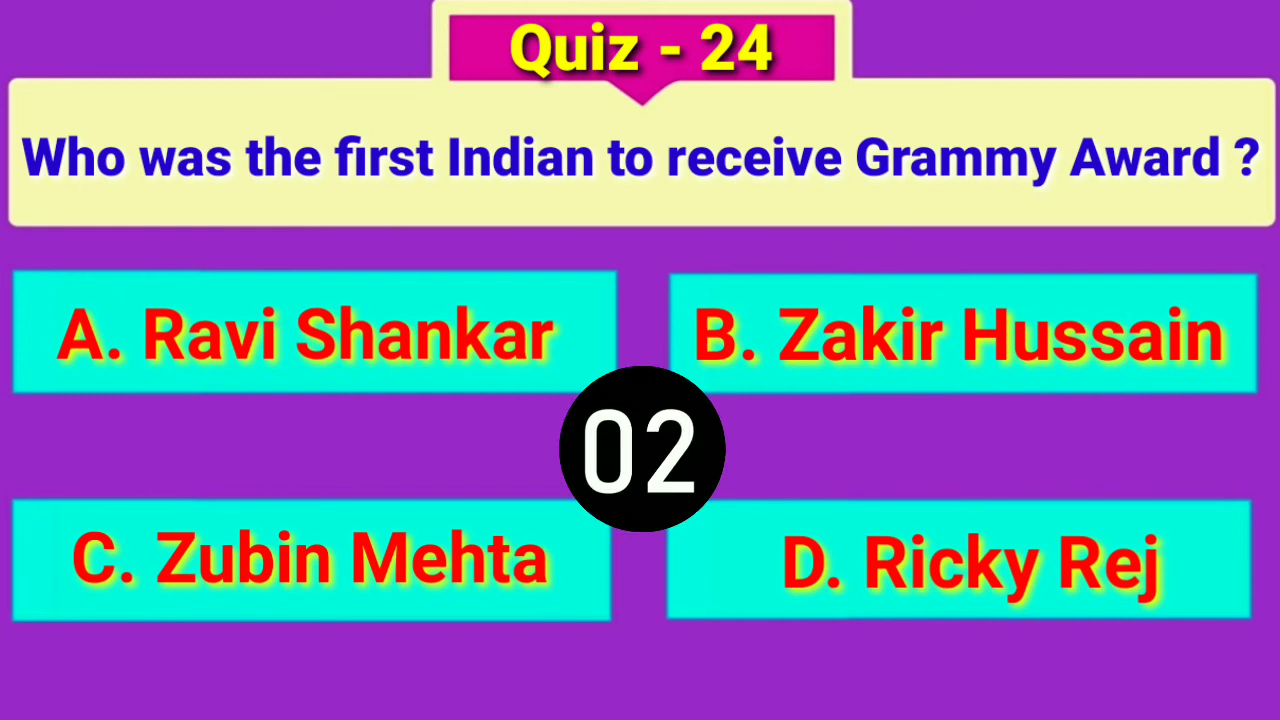 Quiz - 24
Who was the first Indian to receive Grammy Award ?
A. Ravi Shankar
B. Zakir Hussain
02
C. Zubin Mehta
D. Ricky Rej